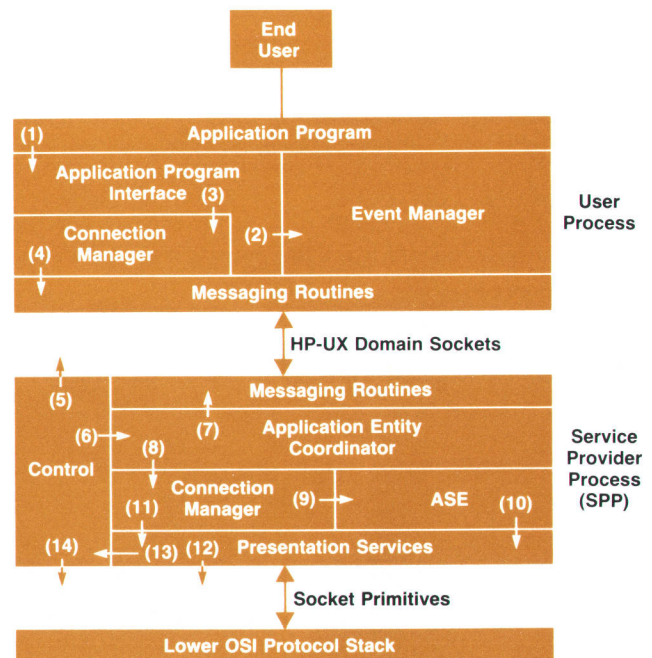 End
User
(1)
Application Program
Application Program
Interface
(3)
Event Manager
User
Process
Connection
Manager
(2)
(4)
Messaging Routines
HP-UX Domain Sockets
(5)
Messaging Routines
(6)
(7)
Application Entity
Coordinator
(8)
Control
Service
Provider
Process
(SPP)
Connection
Manager
(9)
ASE
(10)
(11)
(14)
(13)
(12)
Presentation Services
Socket Primitives
Lower OSI Protocol Stack